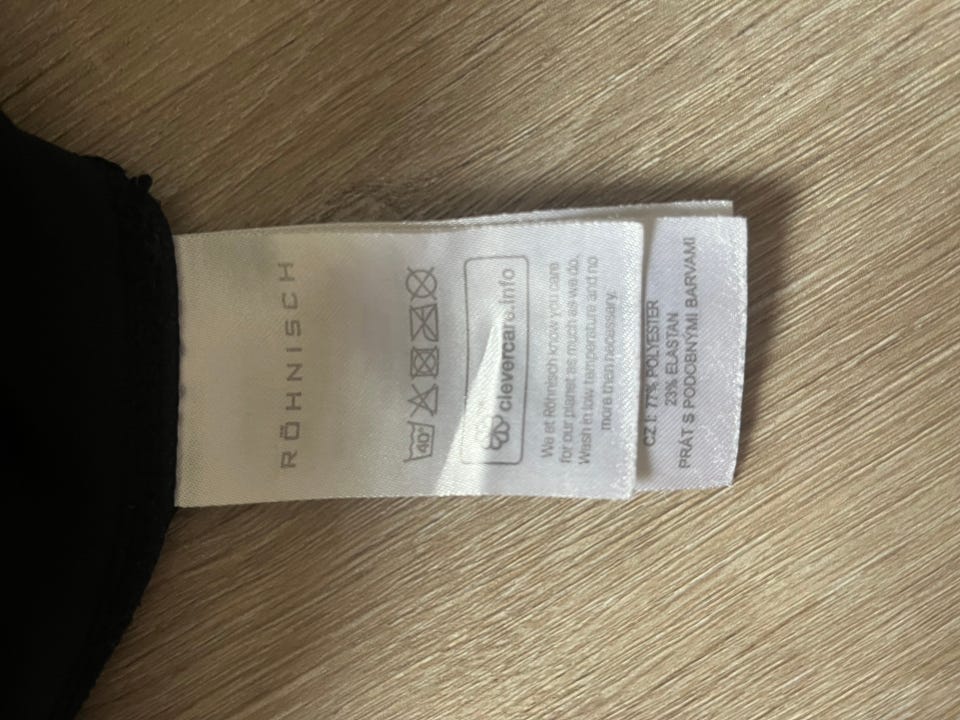 RÖHNISCH
40°
clevercare.info
We at Röhnisch know you care
for our planet as much as we do.
Wash in low temperature and no
more than necessary.
CZ I: 77% POLYESTER
23% ELASTAN
PRÁT S PODOBNÝMI BARVAMI